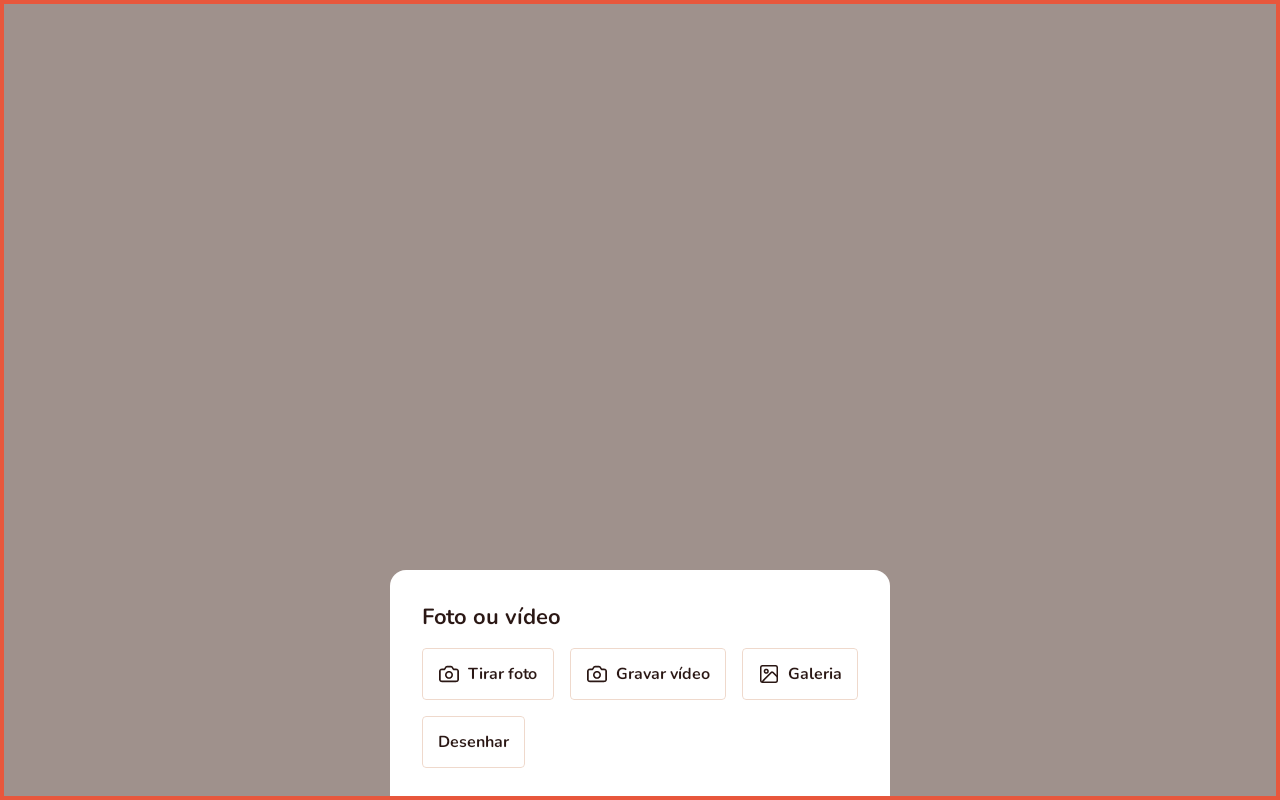 Foto ou vídeo
Tirar foto
Gravar vídeo
Galeria
Desenhar